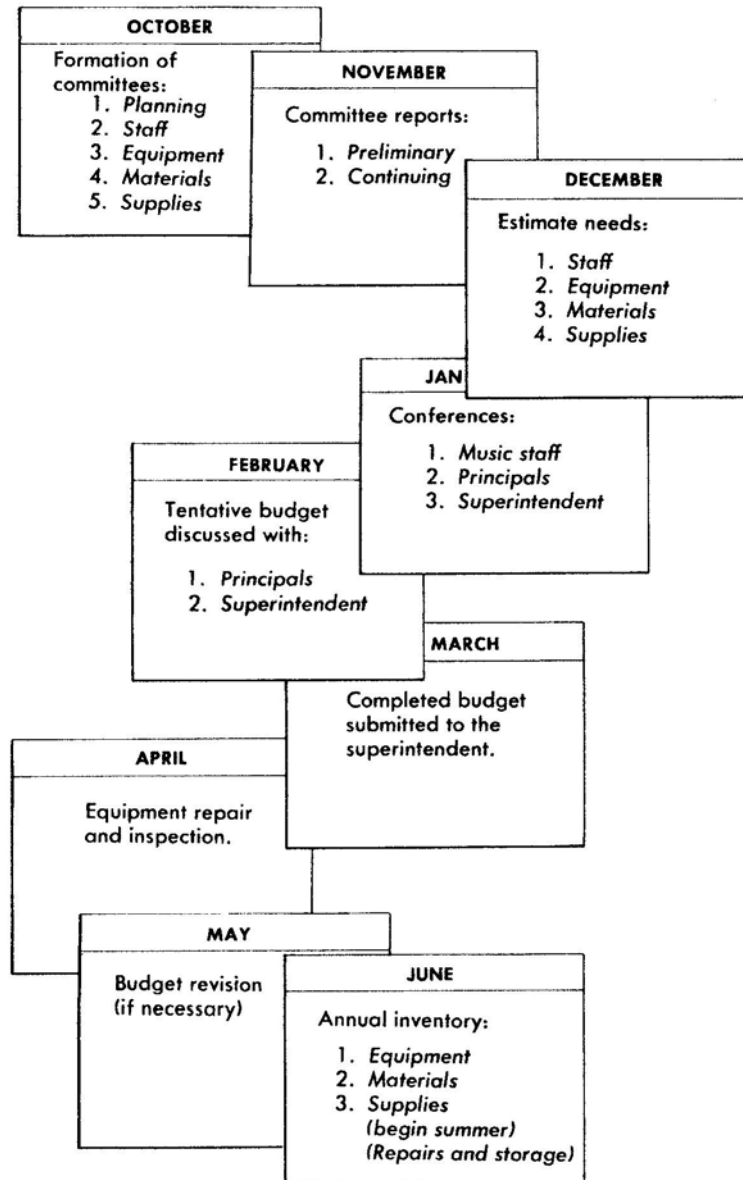 OCTOBER
Formation of
committees:
1. Planning
2. Staff
3. Equipment
4. Materials
5. Supplies
NOVEMBER
Committee reports:
1. Preliminary
2. Continuing
DECEMBER
Estimate needs:
1. Staff
2. Equipment
3. Materials
4. Supplies
JAN
Conferences:
1. Music staff
2. Principals
3. Superintendent
FEBRUARY
Tentative budget
discussed with:
1. Principals
2. Superintendent
MARCH
Completed budget
submitted to the
superintendent.
APRIL
Equipment repair
and inspection.
MAY
Budget revision
(if necessary)
JUNE
Annual inventory:
1. Equipment
2. Materials
3. Supplies
(begin summer)
(Repairs and storage)